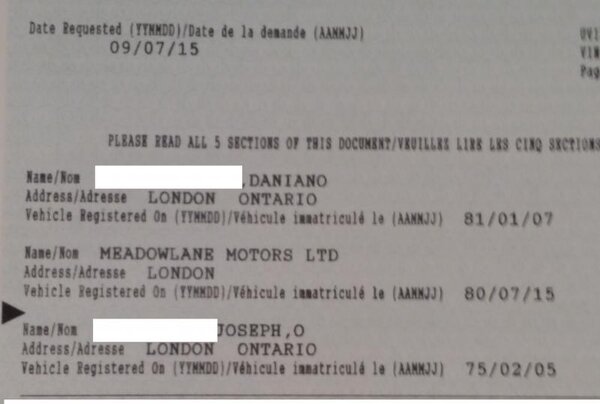 Date Requested (YYMMDD)/Date de la demande (AAMMJJ)
09/07/15
UVI
VIN
Pag
PLEASE READ ALL 5 SECTIONS OF THIS DOCUMENT/VEUILLEZ LIRE LES CINQ SECTIONS
Name/Nom ,DANIANO
Address/Adresse LONDON ONTARIO
Vehicle Registered On (YYMMDD)/Véhicule immatriculé le (AAMMJJ) 81/01/07
Name/Nom MEADOWLANE MOTORS LTD
Address/Adresse LONDON
Vehicle Registered On (YYMMDD)/Véhicule immatriculé le (AAMMJJ) 80/07/15
Name/Nom JOSEPH,O
Address/Adresse LONDON ONTARIO
Vehicle Registered On (YYMMDD)/Véhicule immatriculé le (AAMMJJ) 75/02/05